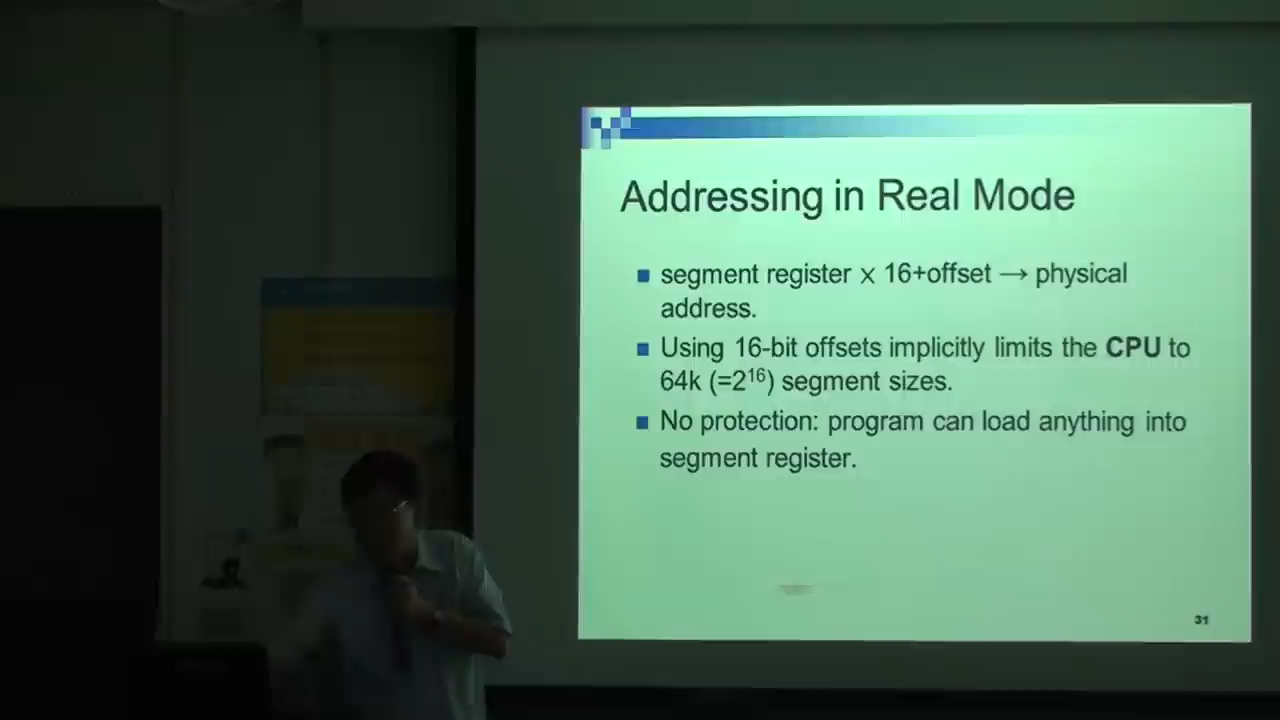 Addressing in Real Mode
segment register × 16+offset → physical
address.
Using 16-bit offsets implicitly limits the CPU to
64k (=2¹⁶) segment sizes.
No protection: program can load anything into
segment register.
31